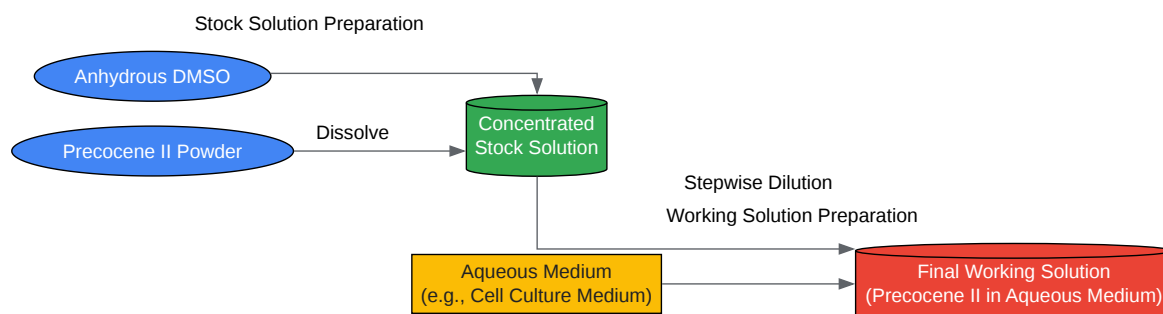 Stock Solution Preparation
Anhydrous DMSO
Concentrated
Stock Solution
Dissolve
Precocene II Powder
Stepwise Dilution
Working Solution Preparation
Aqueous Medium
(e.g., Cell Culture Medium)
Final Working Solution
(Precocene II in Aqueous Medium)